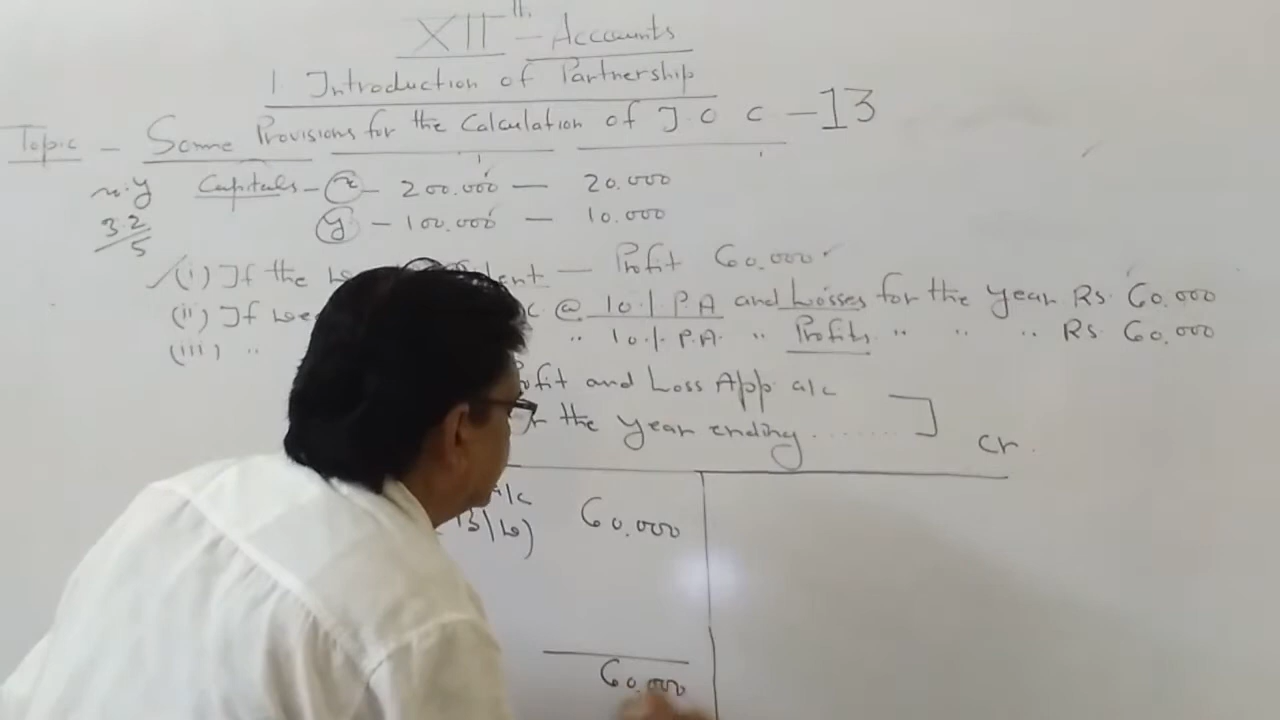 XII th - Accounts
1 Introduction of Partnership
Topic - Some Provisions for the Calculation of I O C - 13
x.y Capitals - x - 200.000 - 20.000
3.2/5 y - 100.000 - 10.000
(i) If the - Profit 60.000
(ii) If @ 10.% P.A and Losses for the year Rs. 60.000
(iii) " " 10.% P.A. " Profits " " " Rs. 60.000
and Loss App. a/c
the year ending ....... ] Cr.
a/c
60.000
60.000